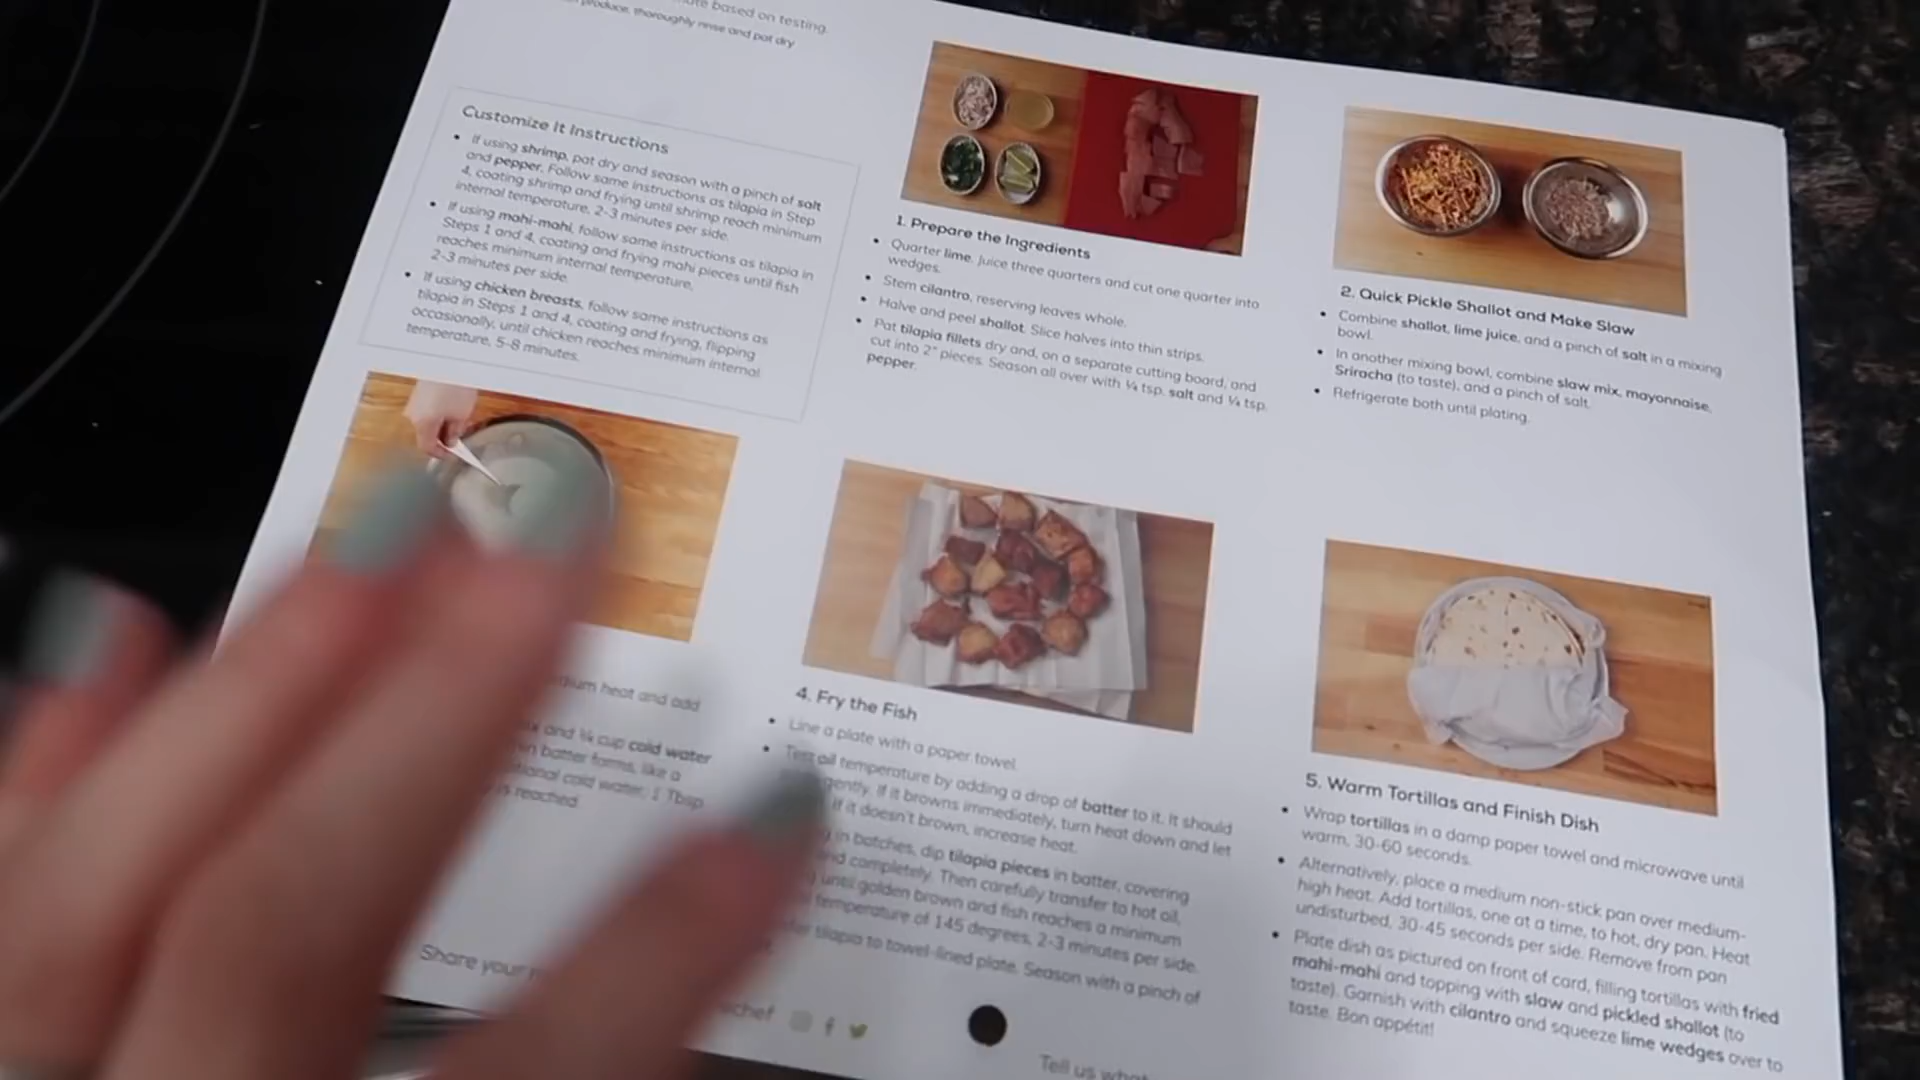 based on testing.
produce, thoroughly rinse and pat dry
Customize It Instructions
• If using shrimp, pat dry and season with a pinch of salt
and pepper. Follow same instructions as tilapia in Step
4, coating shrimp and frying until shrimp reach minimum
internal temperature, 2-3 minutes per side.
• If using mahi-mahi, follow same instructions as tilapia in
Steps 1 and 4, coating and frying mahi pieces until fish
reaches minimum internal temperature,
2-3 minutes per side.
• If using chicken breasts, follow same instructions as
tilapia in Steps 1 and 4, coating and frying, flipping
occasionally, until chicken reaches minimum internal
temperature, 5-8 minutes.
1. Prepare the Ingredients
• Quarter lime. Juice three quarters and cut one quarter into
wedges.
• Stem cilantro, reserving leaves whole.
• Halve and peel shallot. Slice halves into thin strips.
• Pat tilapia fillets dry and, on a separate cutting board, and
cut into 2" pieces. Season all over with ¼ tsp. salt and ¼ tsp.
pepper.
2. Quick Pickle Shallot and Make Slaw
• Combine shallot, lime juice, and a pinch of salt in a mixing
bowl.
• In another mixing bowl, combine slaw mix, mayonnaise,
Sriracha (to taste), and a pinch of salt.
• Refrigerate both until plating.
heat and add
and ¾ cup cold water
batter forms, like a
cold water, 1 Tbsp
is reached.
4. Fry the Fish
• Line a plate with a paper towel.
• Test oil temperature by adding a drop of batter to it. It should
gently. If it browns immediately, turn heat down and let
If it doesn't brown, increase heat.
in batches, dip tilapia pieces in batter, covering
completely. Then carefully transfer to hot oil,
until golden brown and fish reaches a minimum
temperature of 145 degrees, 2-3 minutes per side.
tilapia to towel-lined plate. Season with a pinch of
5. Warm Tortillas and Finish Dish
• Wrap tortillas in a damp paper towel and microwave until
warm, 30-60 seconds.
• Alternatively, place a medium non-stick pan over medium-
high heat. Add tortillas, one at a time, to hot, dry pan. Heat
undisturbed, 30-45 seconds per side. Remove from pan
• Plate dish as pictured on front of card, filling tortillas with fried
mahi-mahi and topping with slaw and pickled shallot (to
taste). Garnish with cilantro and squeeze lime wedges over to
taste. Bon appétit!
Share your
chef
Tell us what